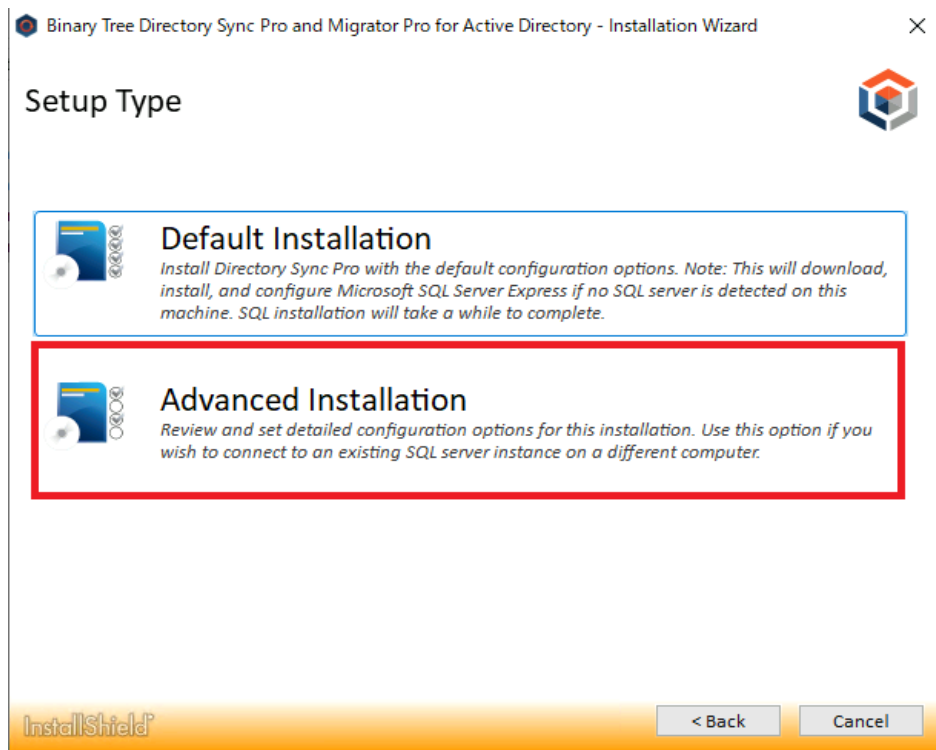 Binary Tree Directory Sync Pro and Migrator Pro for Active Directory - Installation Wizard
Setup Type
Default Installation
Install Directory Sync Pro with the default configuration options. Note: This will download,
install, and configure Microsoft SQL Server Express if no SQL server is detected on this
machine. SQL installation will take a while to complete.
Advanced Installation
Review and set detailed configuration options for this installation. Use this option if you
wish to connect to an existing SQL server instance on a different computer.
InstallShield
< Back
Cancel